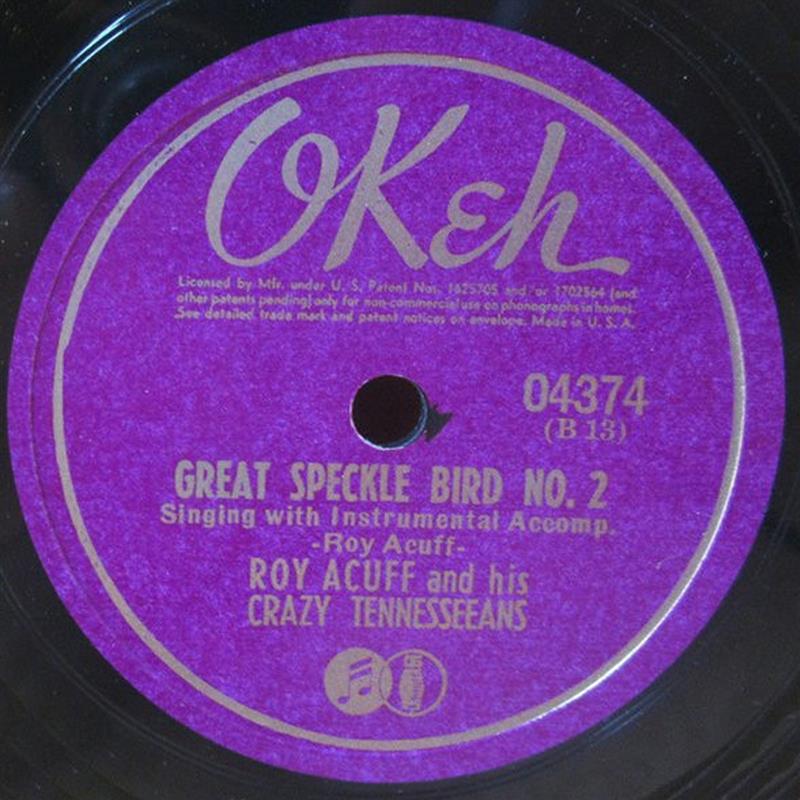 OKeh
Licensed by Mfr. under U. S. Patent Nos. 1625705 and/or 1702564 (and
other patents pending) only for non-commercial use on phonographs in homes.
See detailed trade mark and patent notices on envelope. Made in U. S. A.
04374
(B 13)
GREAT SPECKLE BIRD NO. 2
Singing with Instrumental Accomp.
-Roy Acuff-
ROY ACUFF and his
CRAZY TENNESSEEANS